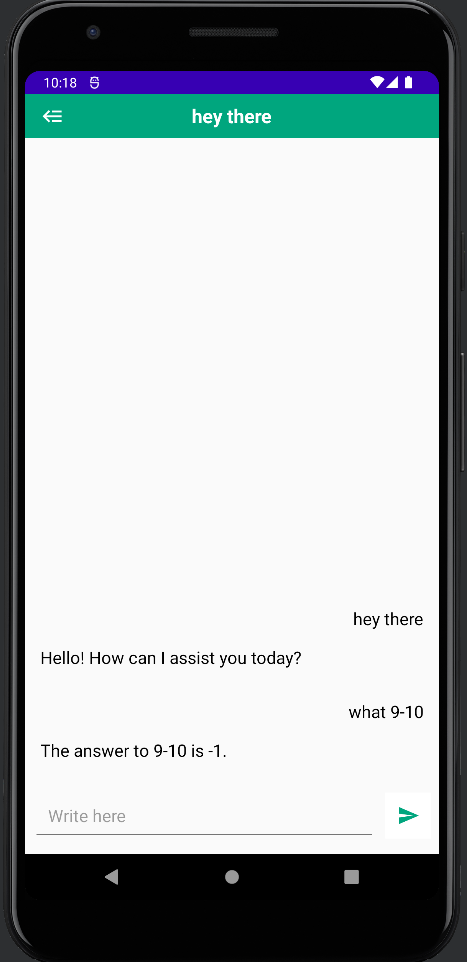 10:18
hey there
hey there
Hello! How can I assist you today?
what 9-10
The answer to 9-10 is -1.
Write here